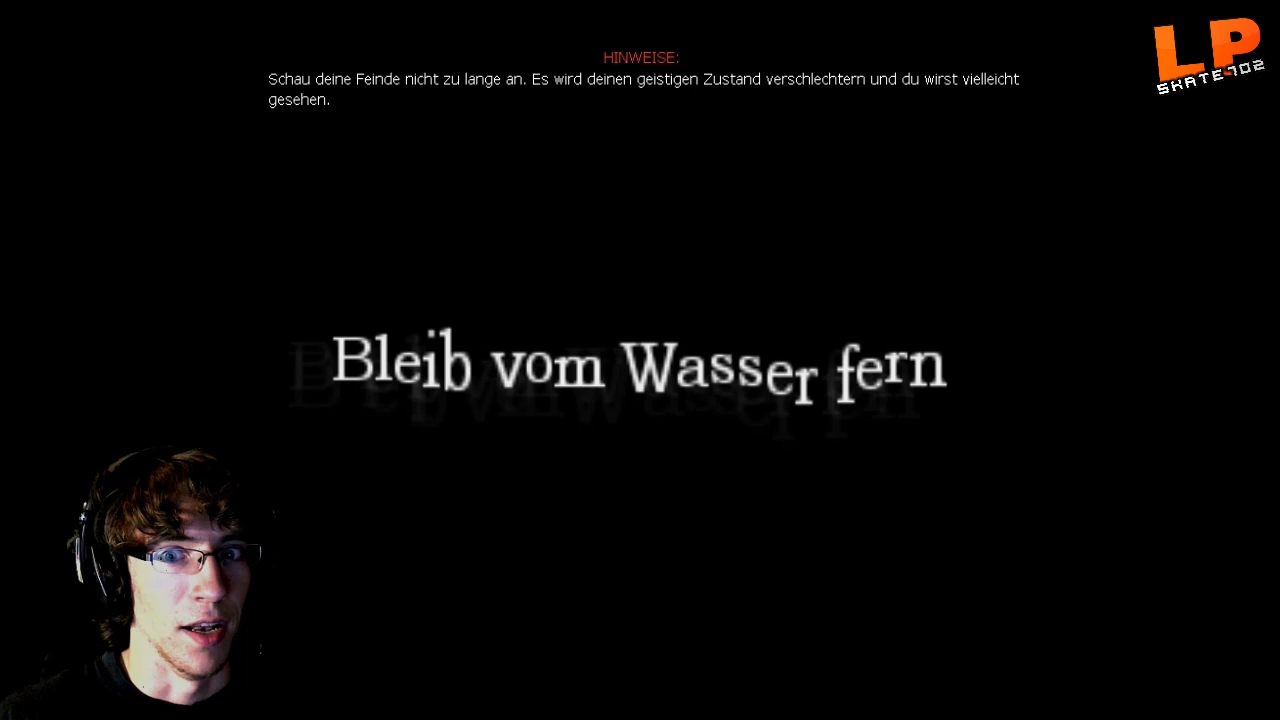 HINWEISE:
Schau deine Feinde nicht zu lange an. Es wird deinen geistigen Zustand verschlechtern und du wirst vielleicht
gesehen.
LP
SKATE702
Bleib vom Wasser fern